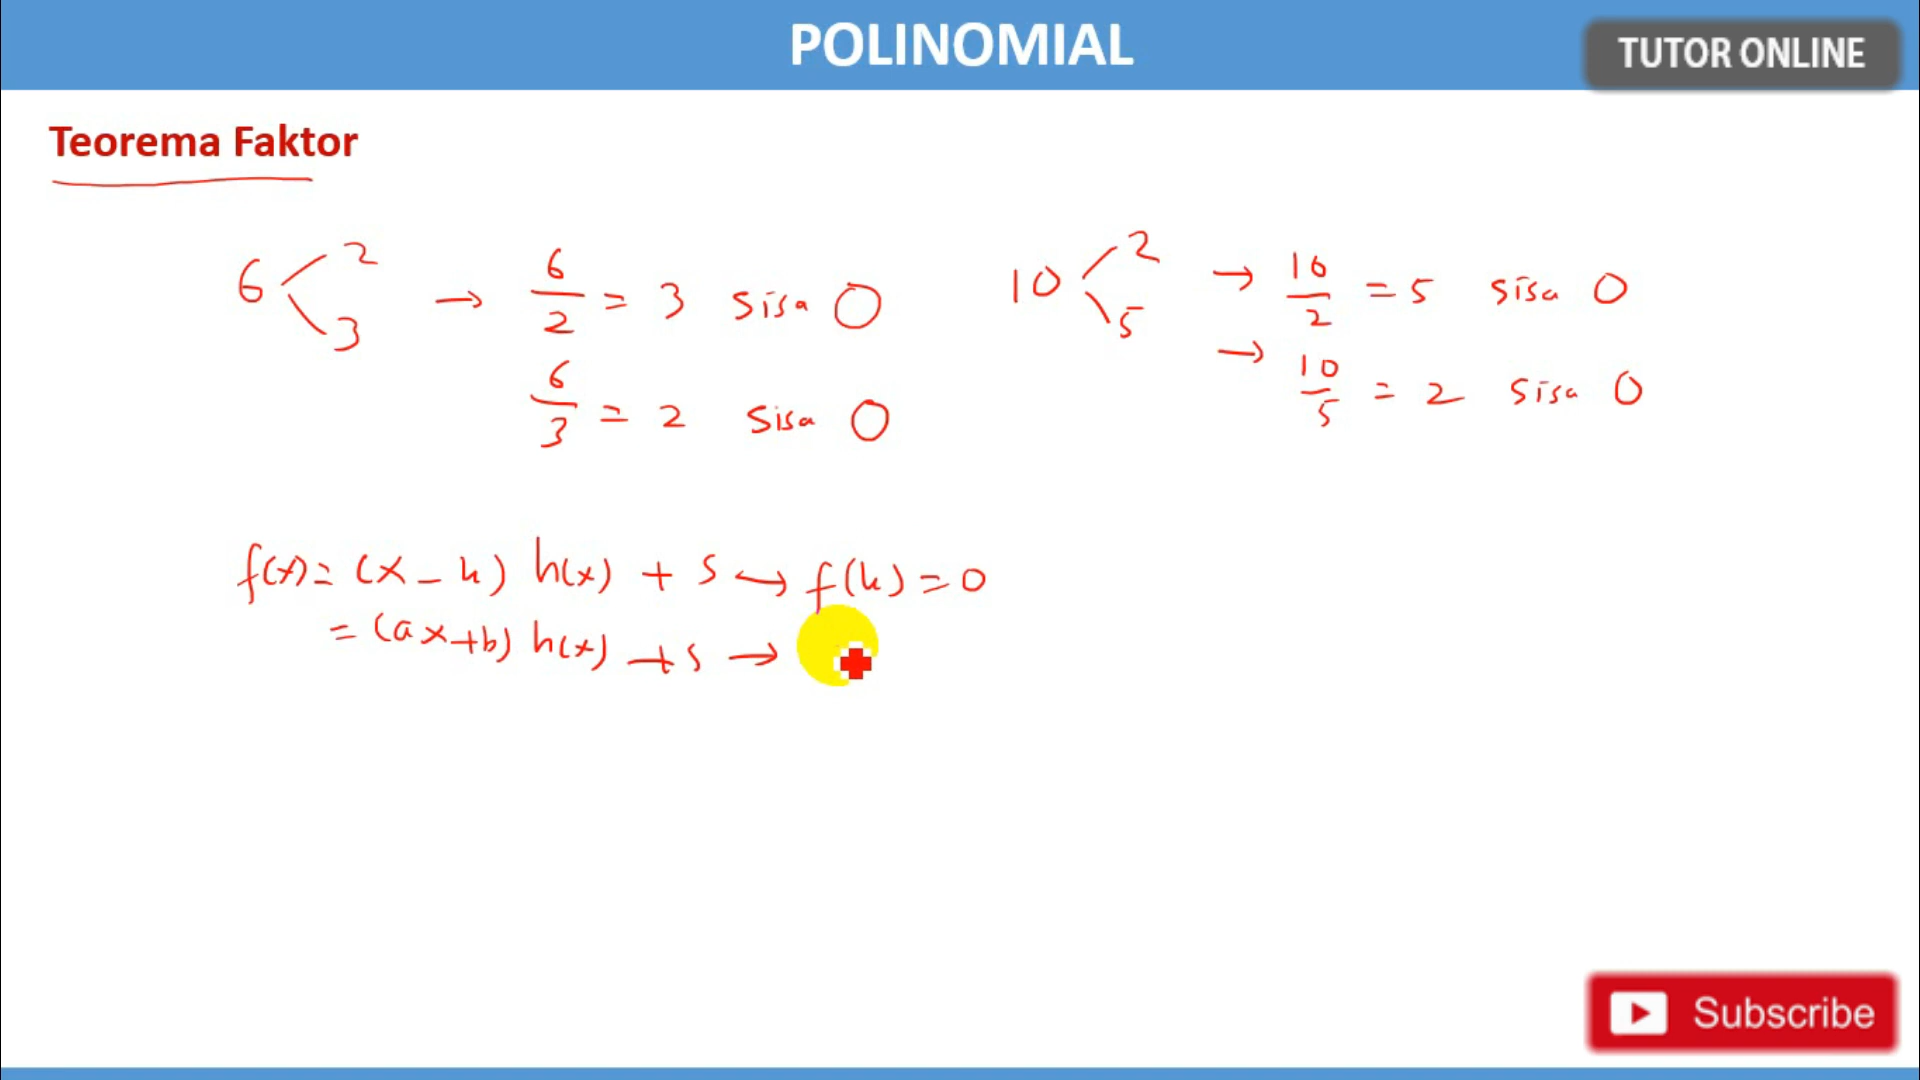 POLINOMIAL
TUTOR ONLINE
Teorema Faktor
6 < 2 3 → 6/2 = 3 sisa 0
6/3 = 2 sisa 0
10 < 2 5 → 10/2 = 5 sisa 0
→ 10/5 = 2 sisa 0
f(x) = (x - k) h(x) + s → f(k) = 0
= (ax+b) h(x) + s →
Subscribe